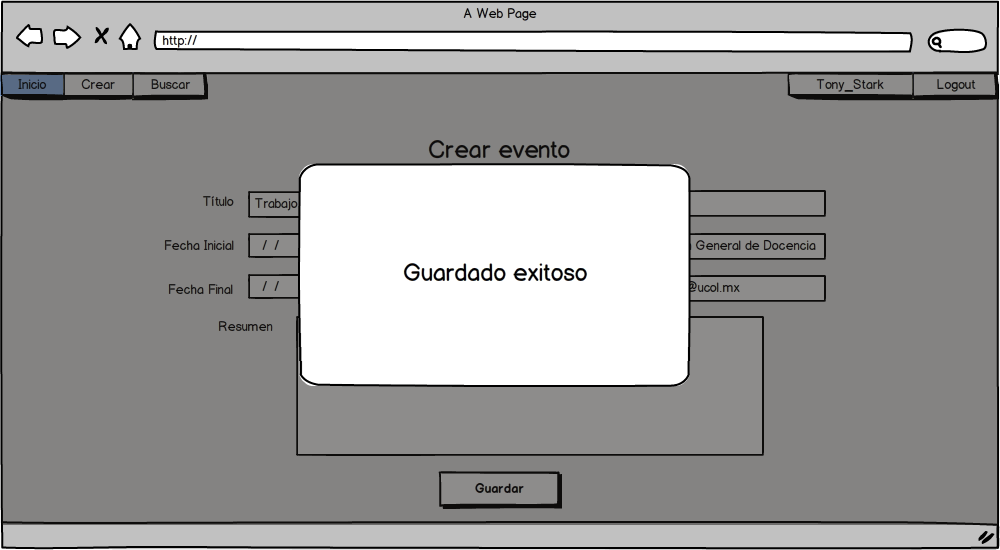 A Web Page
http://
Inicio Crear Buscar Tony_Stark Logout
Crear evento
Título Trabajo
Fecha Inicial / / General de Docencia
Fecha Final / / @ucol.mx
Guardado exitoso
Resumen
Guardar